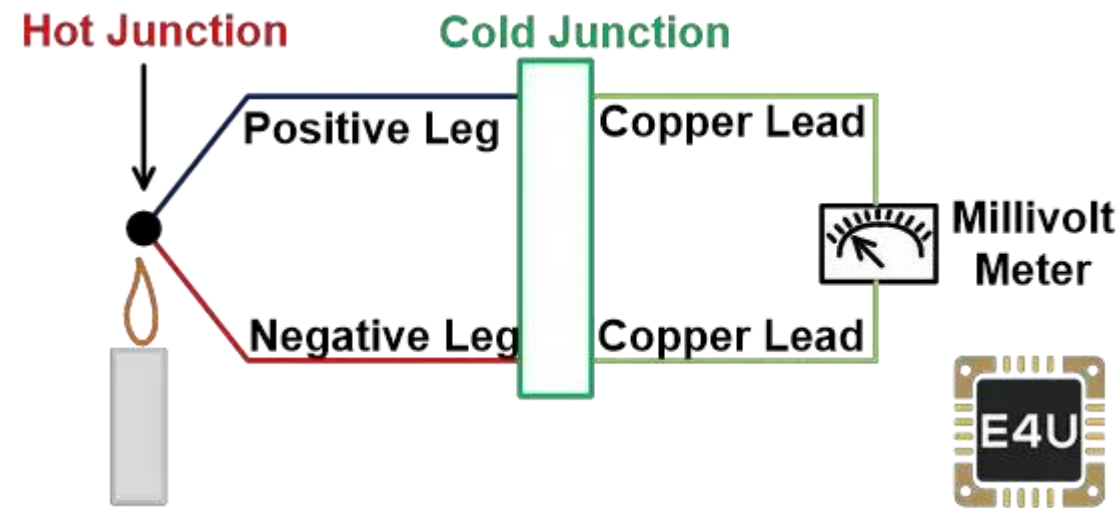 Hot Junction
Cold Junction
Positive Leg
Copper Lead
Millivolt
Meter
Negative Leg
Copper Lead
E4U